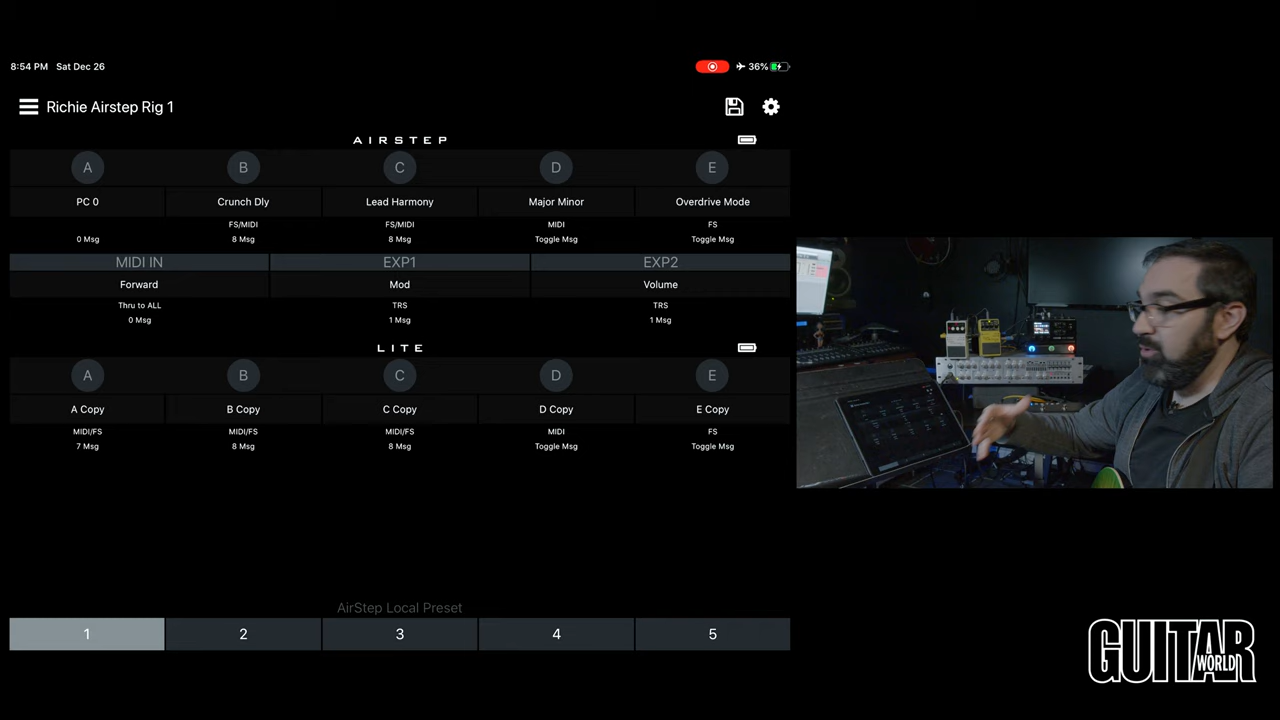 8:54 PM Sat Dec 26
36%
Richie Airstep Rig 1
AIRSTEP
A B C D E
PC 0 Crunch Dly Lead Harmony Major Minor Overdrive Mode
FS/MIDI FS/MIDI MIDI FS
0 Msg 8 Msg 8 Msg Toggle Msg Toggle Msg
MIDI IN EXP1 EXP2
Forward Mod Volume
Thru to ALL TRS TRS
0 Msg 1 Msg 1 Msg
LITE
A B C D E
A Copy B Copy C Copy D Copy E Copy
MIDI/FS MIDI/FS MIDI/FS MIDI FS
7 Msg 8 Msg 8 Msg Toggle Msg Toggle Msg
AirStep Local Preset
1 2 3 4 5
GUITAR
WORLD